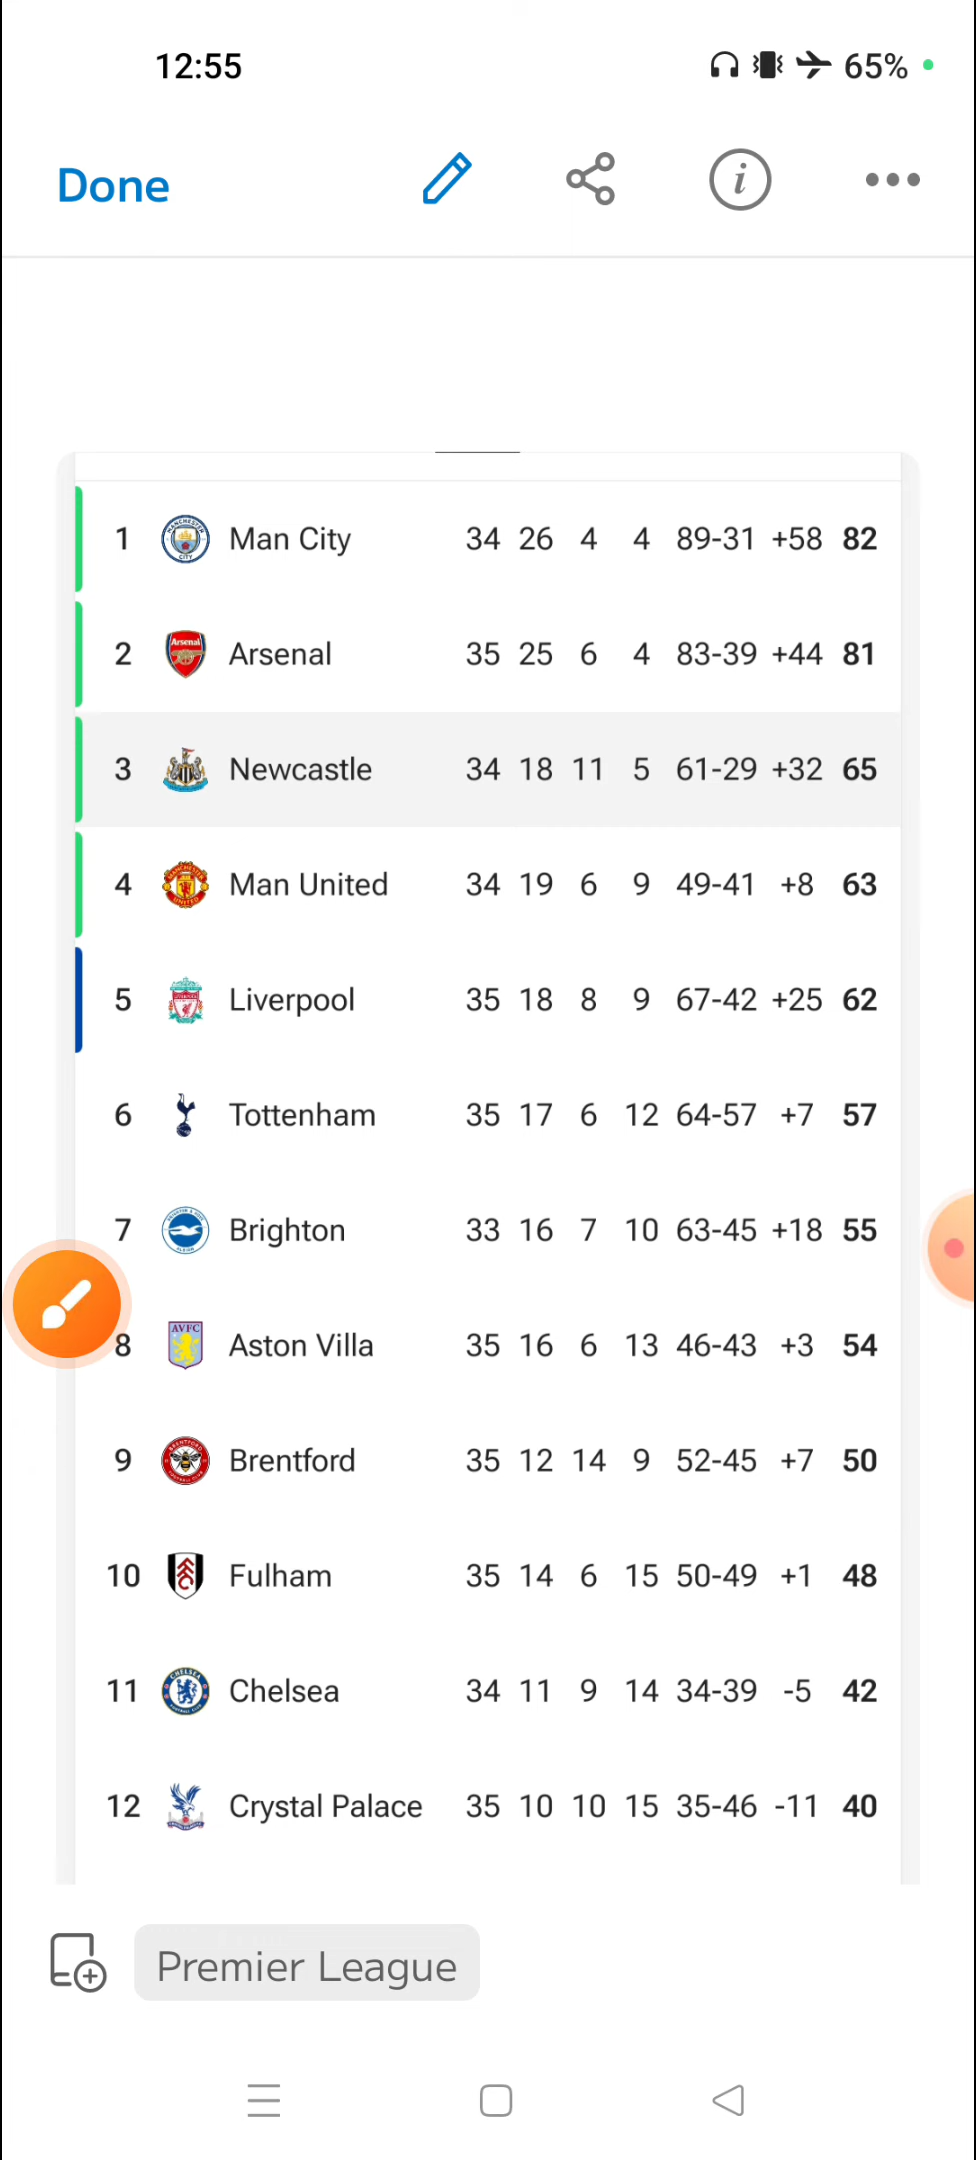 12:55 65%
Done
1 Man City 34 26 4 4 89-31 +58 82
2 Arsenal 35 25 6 4 83-39 +44 81
3 Newcastle 34 18 11 5 61-29 +32 65
4 Man United 34 19 6 9 49-41 +8 63
5 Liverpool 35 18 8 9 67-42 +25 62
6 Tottenham 35 17 6 12 64-57 +7 57
7 Brighton 33 16 7 10 63-45 +18 55
8 Aston Villa 35 16 6 13 46-43 +3 54
9 Brentford 35 12 14 9 52-45 +7 50
10 Fulham 35 14 6 15 50-49 +1 48
11 Chelsea 34 11 9 14 34-39 -5 42
12 Crystal Palace 35 10 10 15 35-46 -11 40
Premier League